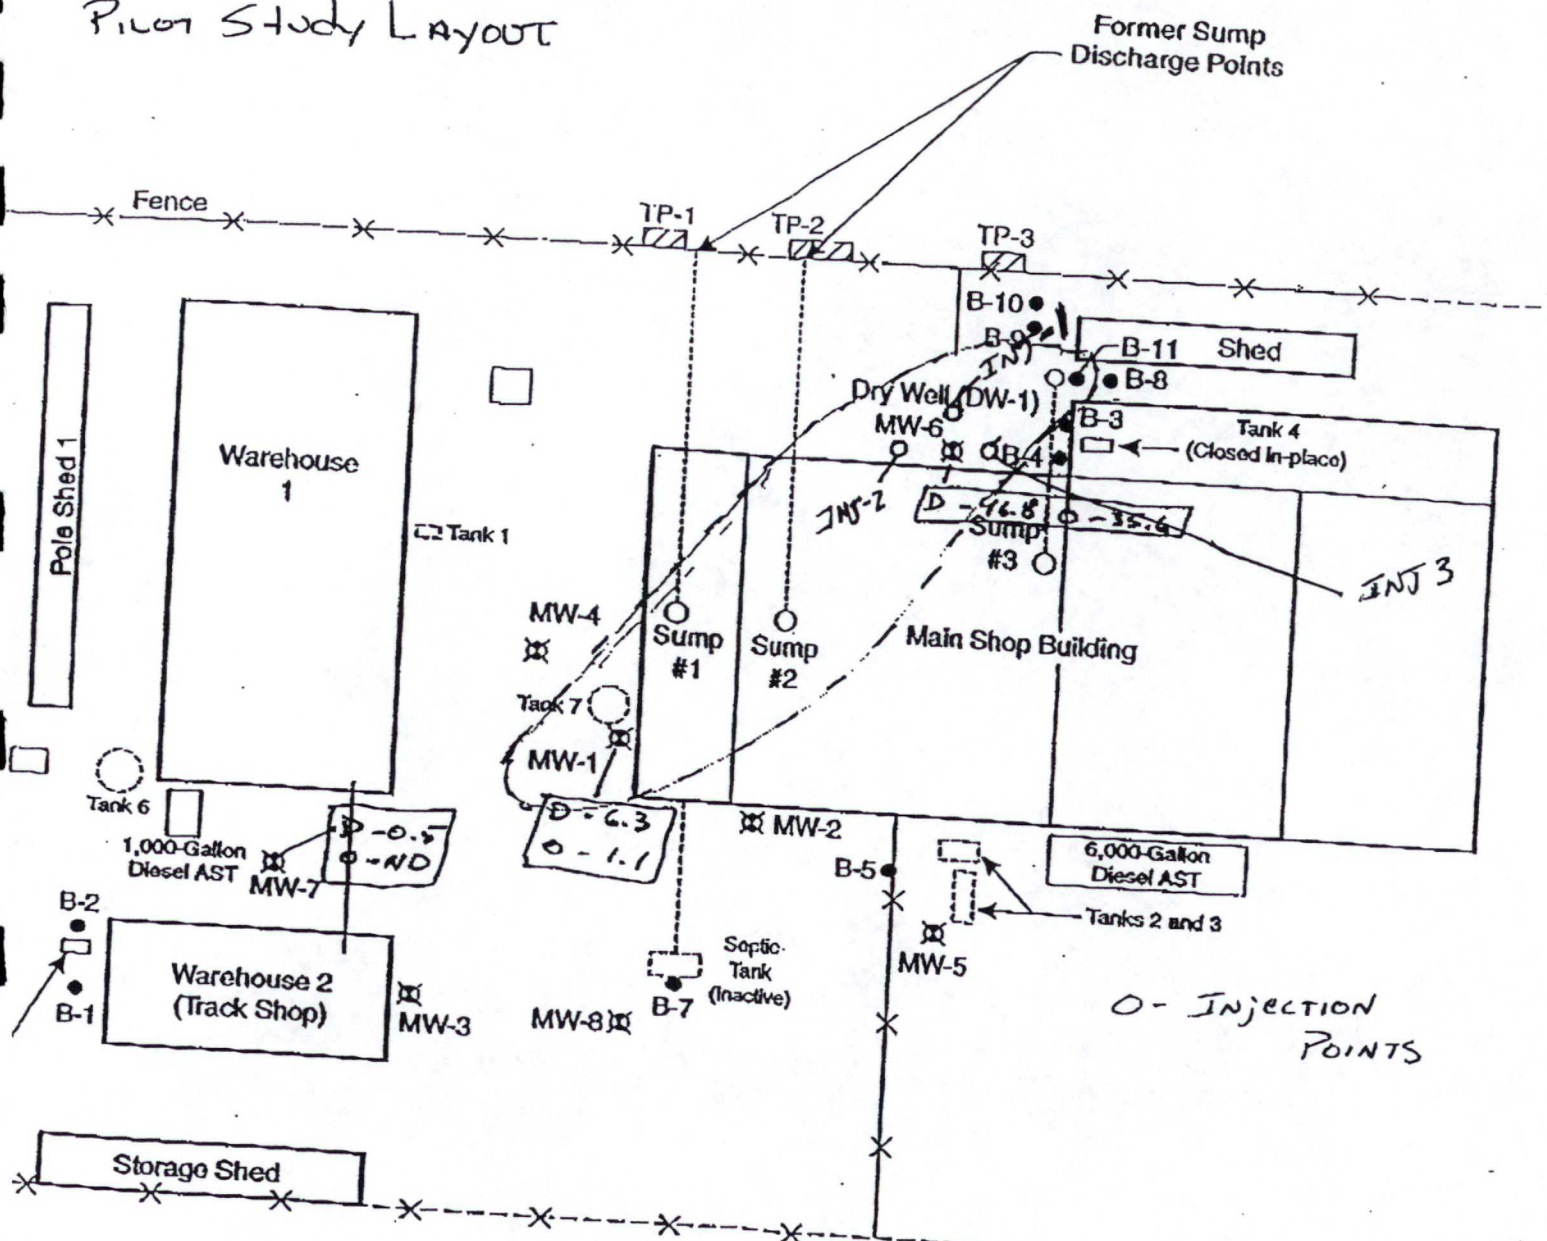 PILOT Study LAYOUT
Former Sump
Discharge Points
Fence
TP-1
TP-2
TP-3
B-10
B-9
INJ 1
B-11
Shed
B-8
Dry Well (DW-1)
B-3
MW-6
Tank 4
(Closed In-place)
B-4
Pole Shed 1
Warehouse
1
Tank 1
INJ-2
D - 46.8
O - 35.6
Sump
#3
INJ 3
MW-4
Sump
#1
Sump
#2
Main Shop Building
Tank 7
MW-1
Tank 6
D - 0.5
O - ND
D - 6.3
O - 1.1
MW-2
1,000-Gallon
Diesel AST
MW-7
6,000-Gallon
Diesel AST
B-5
B-2
Tanks 2 and 3
Septic
Tank
(Inactive)
MW-5
Warehouse 2
(Track Shop)
B-1
MW-3
MW-8
B-7
O - INJECTION
POINTS
Storage Shed